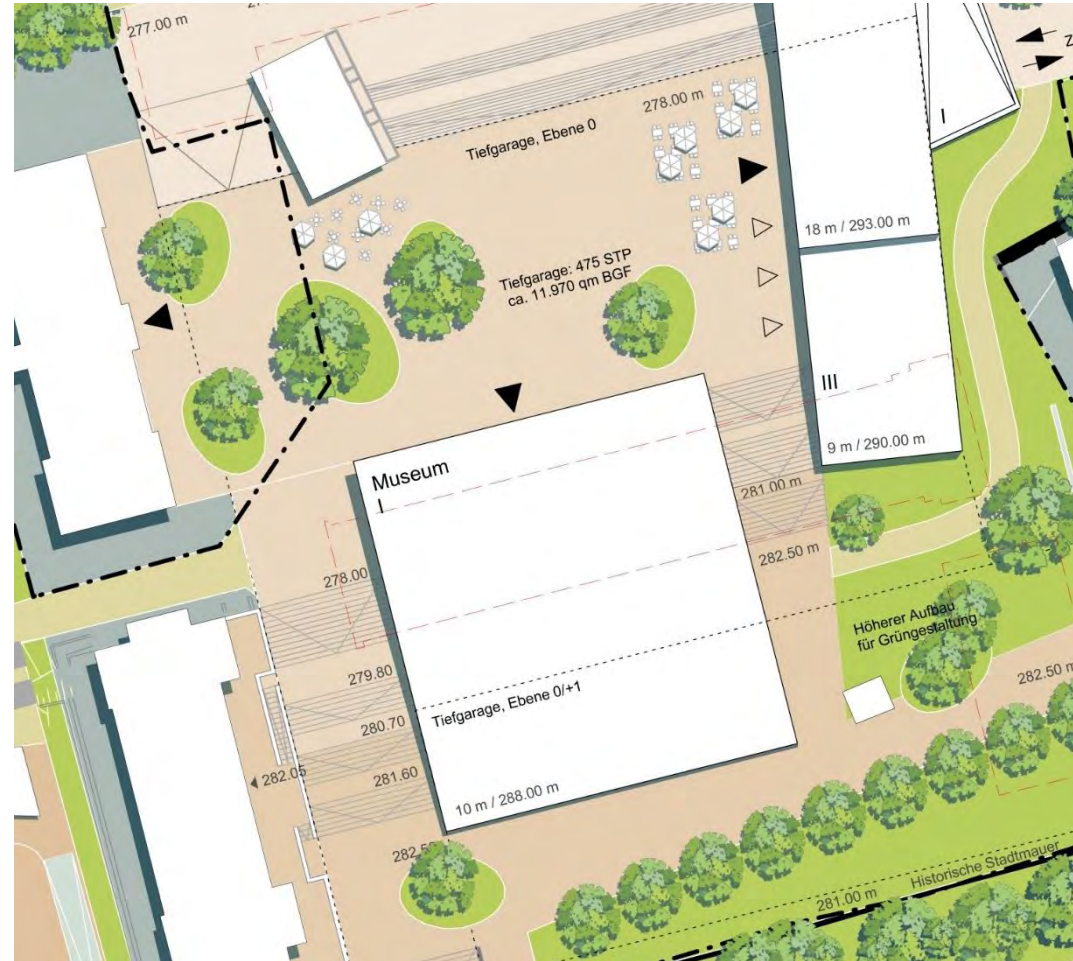 277.00 m
Z
278.00 m
Tiefgarage, Ebene 0
I
18 m / 293.00 m
Tiefgarage: 475 STP
ca. 11.970 qm BGF
III
9 m / 290.00 m
Museum
I
281.00 m
282.50 m
278.00
Höherer Aufbau
für Grüngestaltung
279.80
282.50 m
Tiefgarage, Ebene 0/+1
280.70
282.05
281.60
10 m / 288.00 m
282.5
Historische Stadtmauer
281.00 m